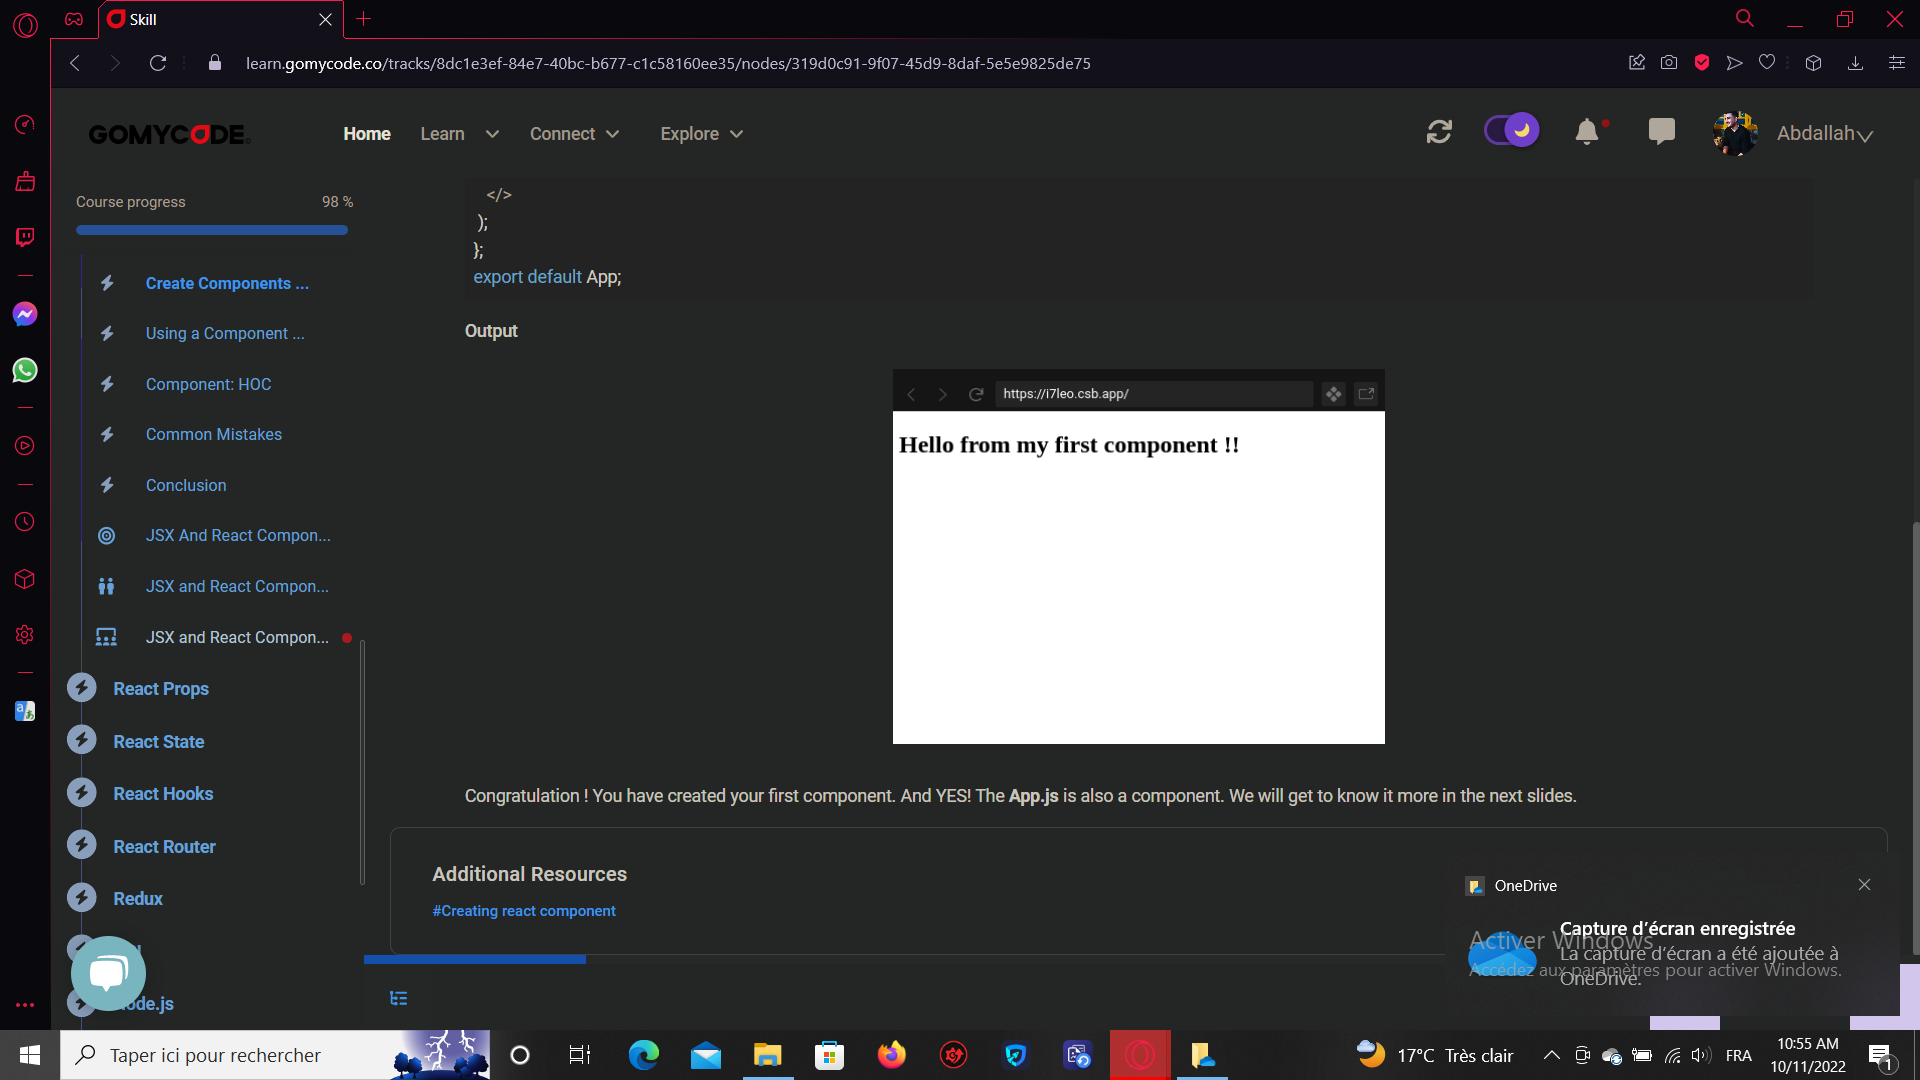 Skill
learn.gomycode.co/tracks/8dc1e3ef-84e7-40bc-b677-c1c58160ee35/nodes/319d0c91-9f07-45d9-8daf-5e5e9825de75
GOMYCODE
Home
Learn
Connect
Explore
Abdallah
Course progress
98 %
Create Components ...
Using a Component ...
Component: HOC
Common Mistakes
Conclusion
JSX And React Compon...
JSX and React Compon...
JSX and React Compon...
React Props
React State
React Hooks
React Router
Redux
ode.js
</>
);
};
export default App;
Output
https://i7leo.csb.app/
Hello from my first component !!
Congratulation ! You have created your first component. And YES! The App.js is also a component. We will get to know it more in the next slides.
Additional Resources
#Creating react component
OneDrive
Capture d'écran enregistrée
La capture d'écran a été ajoutée à
OneDrive.
Activer Windows
Accédez aux paramètres pour activer Windows.
Taper ici pour rechercher
17°C Très clair
FRA
10:55 AM
10/11/2022
1